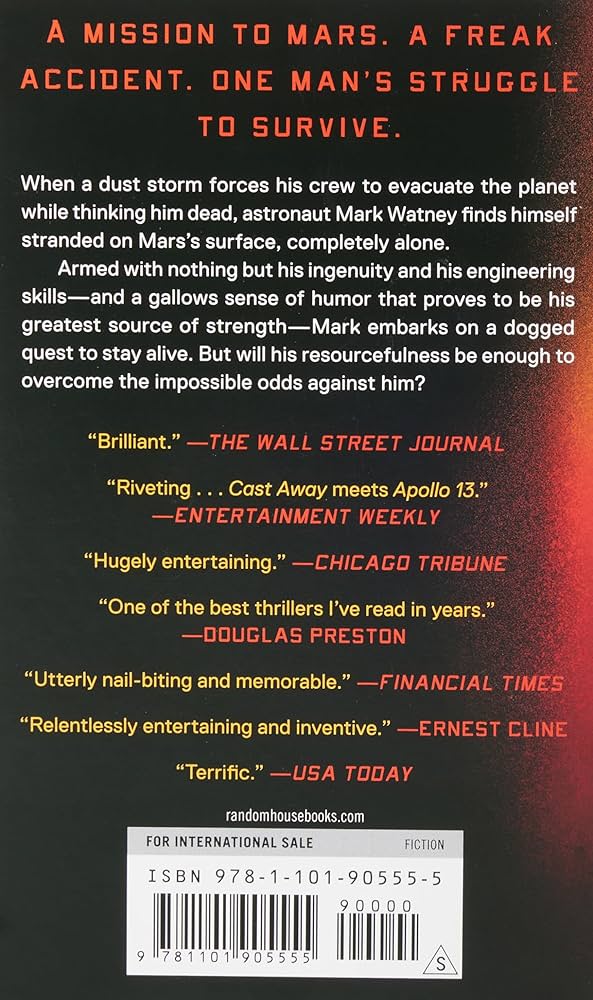 A MISSION TO MARS. A FREAK
ACCIDENT. ONE MAN'S STRUGGLE
TO SURVIVE.
When a dust storm forces his crew to evacuate the planet
while thinking him dead, astronaut Mark Watney finds himself
stranded on Mars's surface, completely alone.
Armed with nothing but his ingenuity and his engineering
skills—and a gallows sense of humor that proves to be his
greatest source of strength—Mark embarks on a dogged
quest to stay alive. But will his resourcefulness be enough to
overcome the impossible odds against him?
“Brilliant.” —THE WALL STREET JOURNAL
“Riveting . . . Cast Away meets Apollo 13.”
—ENTERTAINMENT WEEKLY
“Hugely entertaining.” —CHICAGO TRIBUNE
“One of the best thrillers I've read in years.”
—DOUGLAS PRESTON
“Utterly nail-biting and memorable.” —FINANCIAL TIMES
“Relentlessly entertaining and inventive.” —ERNEST CLINE
“Terrific.” —USA TODAY
randomhousebooks.com
FOR INTERNATIONAL SALE FICTION
ISBN 978-1-101-90555-5
90000
9 781101 905555
S